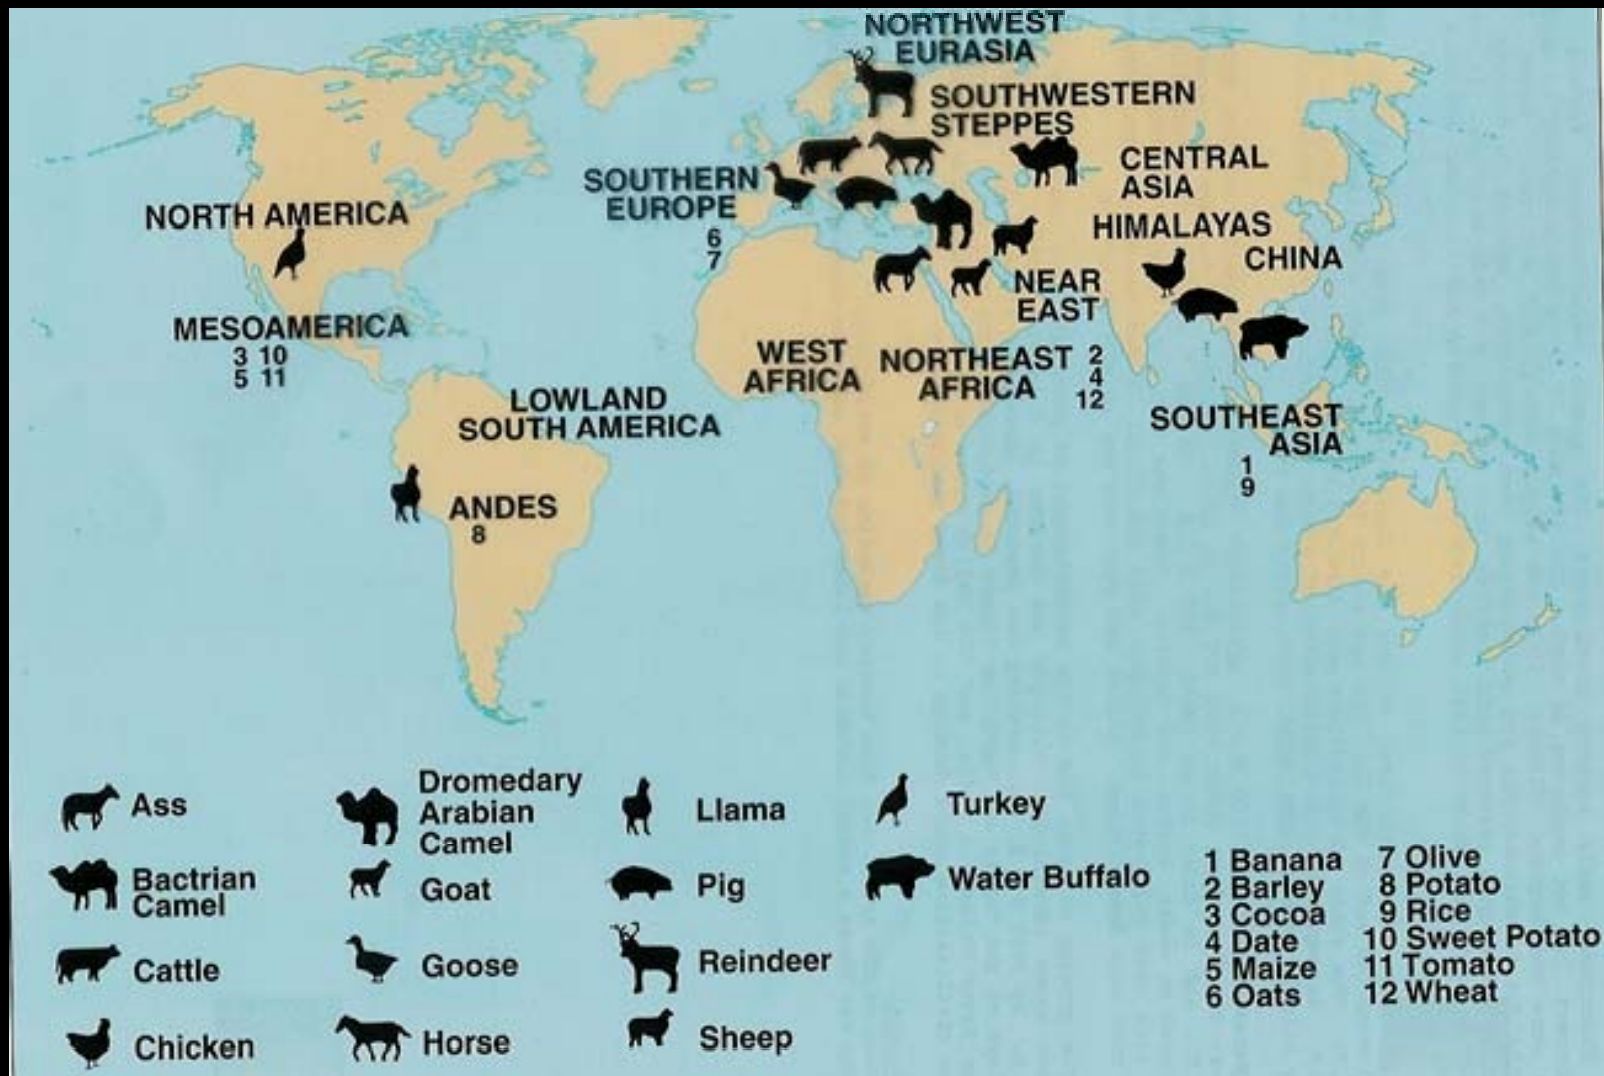 NORTHWEST
EURASIA
SOUTHWESTERN
STEPPES
CENTRAL
ASIA
SOUTHERN
EUROPE
6
7
NORTH AMERICA
HIMALAYAS
CHINA
NEAR
EAST
2
4
12
MESOAMERICA
3 10
5 11
WEST
AFRICA
NORTHEAST
AFRICA
LOWLAND
SOUTH AMERICA
SOUTHEAST
ASIA
1
9
ANDES
8
Ass
Bactrian
Camel
Cattle
Chicken
Dromedary
Arabian
Camel
Goat
Goose
Horse
Llama
Pig
Reindeer
Sheep
Turkey
Water Buffalo
1 Banana
2 Barley
3 Cocoa
4 Date
5 Maize
6 Oats
7 Olive
8 Potato
9 Rice
10 Sweet Potato
11 Tomato
12 Wheat